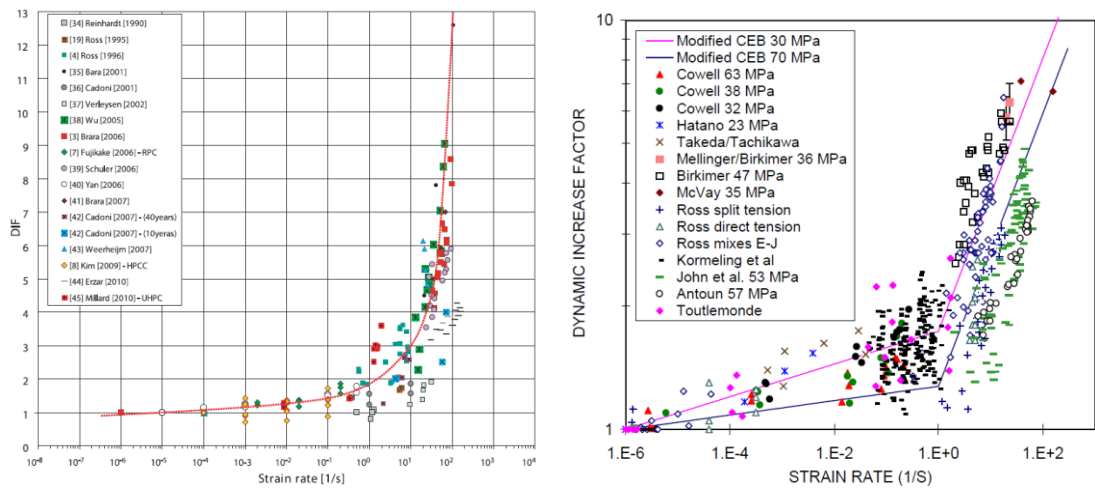 13
12
11
10
9
8
7
6
5
4
3
2
1
0
DIF
[34] Reinhardt [1990]
[19] Ross [1995]
[4] Ross [1996]
[35] Bara [2001]
[36] Cadoni [2001]
[37] Verleysen [2002]
[38] Wu [2005]
[3] Brara [2006]
[7] Fujikake [2006]-RPC
[39] Schuler [2006]
[40] Yan [2006]
[41] Brara [2007]
[42] Cadoni [2007]-(40years)
[42] Cadoni [2007]-(10yeras)
[43] Weerheijm [2007]
[8] Kim [2009]-HPCC
[44] Erzar [2010]
[45] Millard [2010]-UHPC
10⁻⁸ 10⁻⁷ 10⁻⁶ 10⁻⁵ 10⁻⁴ 10⁻³ 10⁻² 10⁻¹ 10⁰ 10¹ 10² 10³ 10⁴
Strain rate [1/s]
10
1
DYNAMIC INCREASE FACTOR
Modified CEB 30 MPa
Modified CEB 70 MPa
Cowell 63 MPa
Cowell 38 MPa
Cowell 32 MPa
Hatano 23 MPa
Takeda/Tachikawa
Mellinger/Birkimer 36 MPa
Birkimer 47 MPa
McVay 35 MPa
Ross split tension
Ross direct tension
Ross mixes E-J
Kormeling et al
John et al. 53 MPa
Antoun 57 MPa
Toutlemonde
1.E-6 1.E-4 1.E-2 1.E+0 1.E+2
STRAIN RATE (1/S)